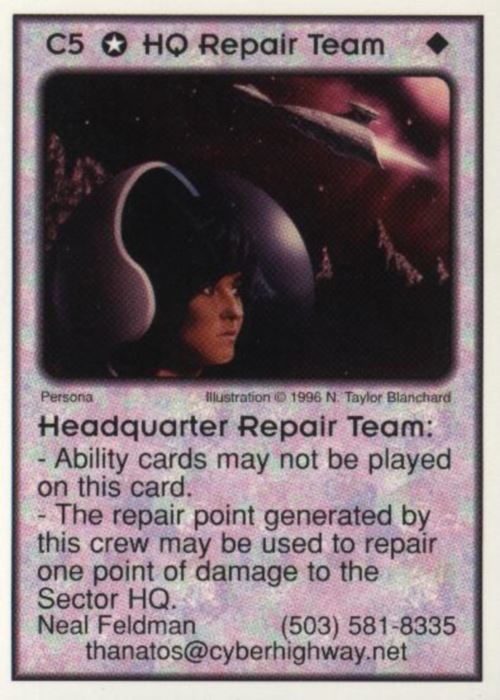 C5 ✪ HQ Repair Team ◆
Persona Illustration © 1996 N. Taylor Blanchard
Headquarter Repair Team:
- Ability cards may not be played
on this card.
- The repair point generated by
this crew may be used to repair
one point of damage to the
Sector HQ.
Neal Feldman (503) 581-8335
thanatos@cyberhighway.net